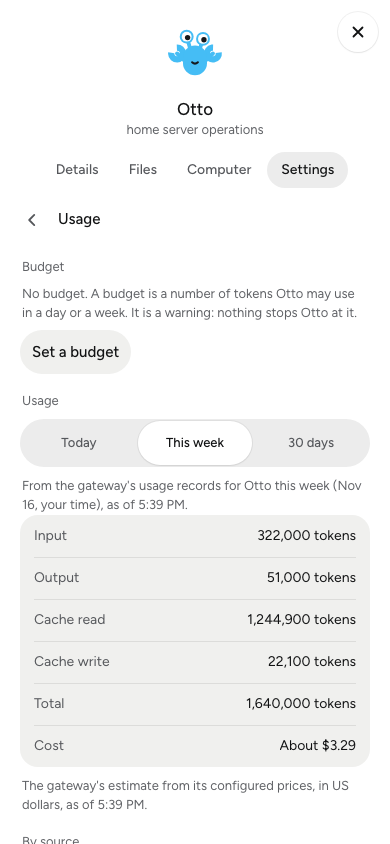 Otto
home server operations
Details Files Computer Settings
Usage
Budget
No budget. A budget is a number of tokens Otto may use
in a day or a week. It is a warning: nothing stops Otto at it.
Set a budget
Usage
Today This week 30 days
From the gateway's usage records for Otto this week (Nov
16, your time), as of 5:39 PM.
Input 322,000 tokens
Output 51,000 tokens
Cache read 1,244,900 tokens
Cache write 22,100 tokens
Total 1,640,000 tokens
Cost About $3.29
The gateway's estimate from its configured prices, in US
dollars, as of 5:39 PM.
By source